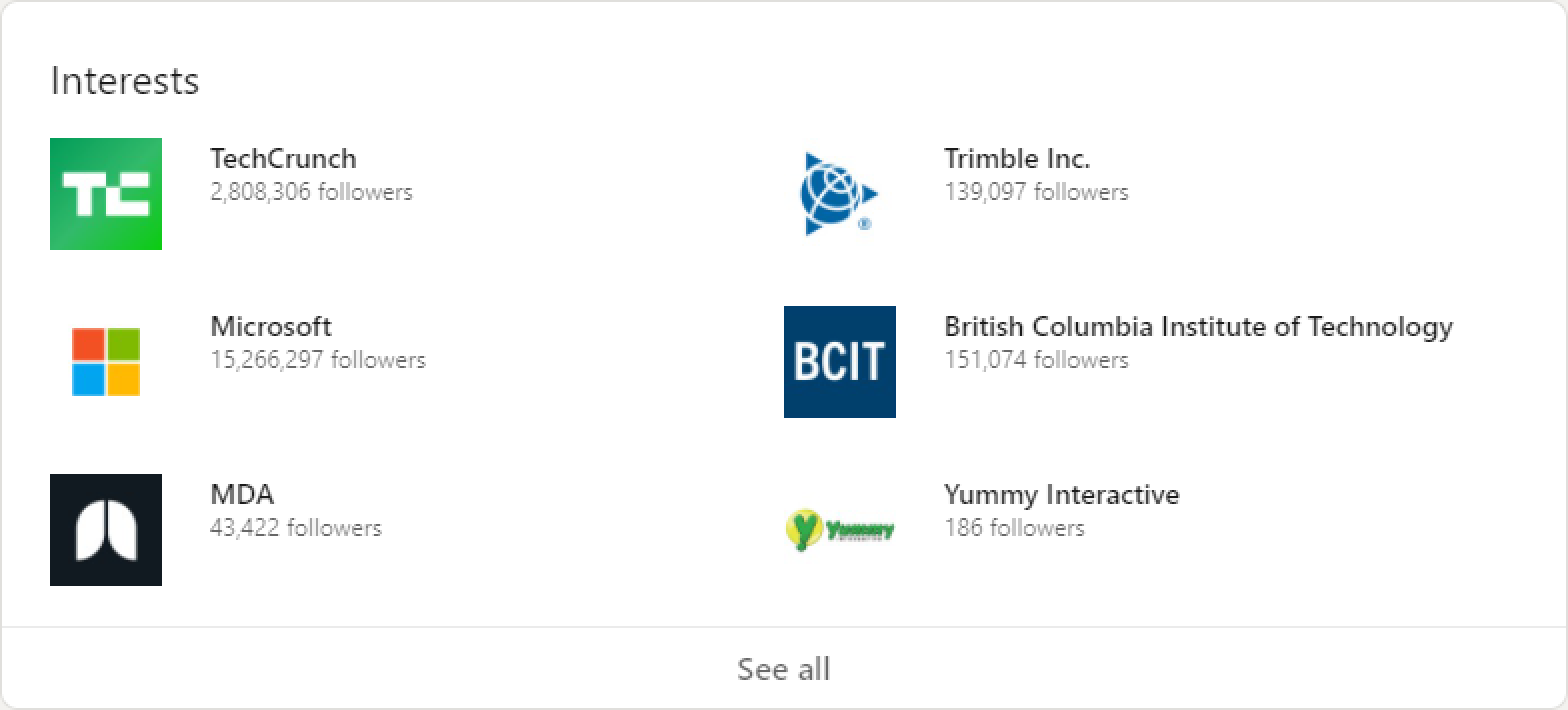 Interests
TC
TechCrunch
2,808,306 followers
Trimble Inc.
139,097 followers
®
Microsoft
15,266,297 followers
BCIT
British Columbia Institute of Technology
151,074 followers
MDA
43,422 followers
Yummy
Yummy Interactive
186 followers
See all